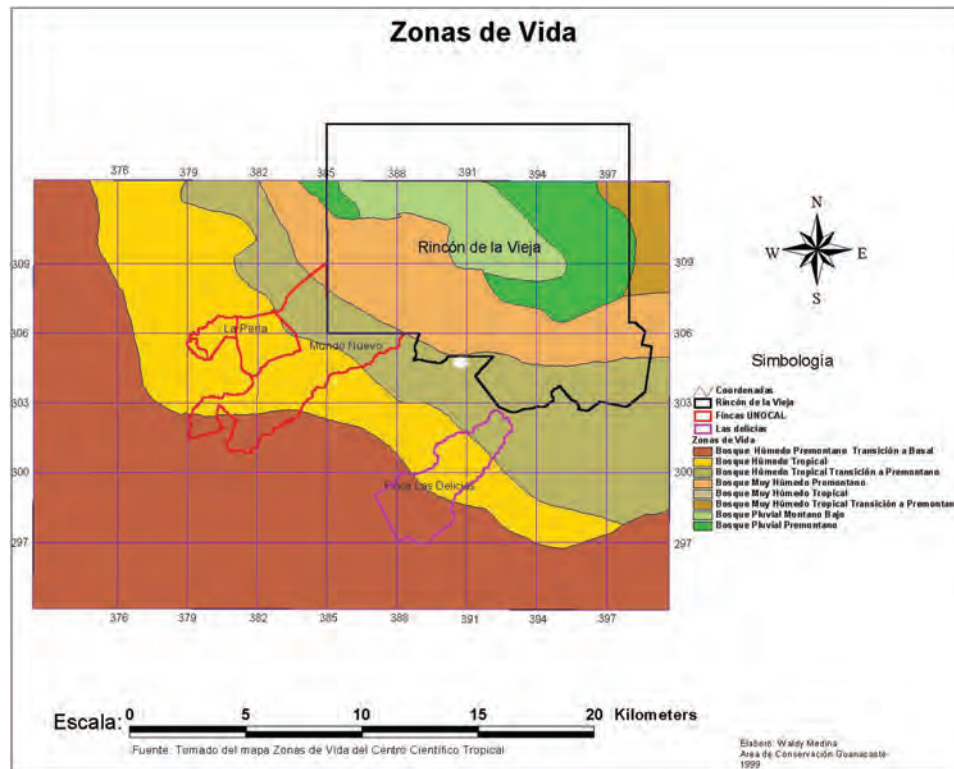 Zonas de Vida
376 379 382 385 388 391 394 397
Rincón de la Vieja
N
W E
S
309 309
306 306
303 303
300 300
297 297
La Perla
Mundo Nuevo
Finca Las Delicias
376 379 382 385 388 391 394 397
Simbología
Coordenadas
Rincón de la Vieja
Fincas UNOCAL
Las delicias
Zonas de Vida
Bosque Húmedo Premontano Transición a Basal
Bosque Húmedo Tropical
Bosque Húmedo Tropical Transición a Premontano
Bosque Muy Húmedo Premontano
Bosque Muy Húmedo Tropical
Bosque Muy Húmedo Tropical Transición a Premontan
Bosque Pluvial Montano Bajo
Bosque Pluvial Premontano
Escala: 0 5 10 15 20 Kilometers
Fuente: Tomado del mapa Zonas de Vida del Centro Científico Tropical
Elaboró: Waldy Medina
Area de Conservación Guanacaste
1999